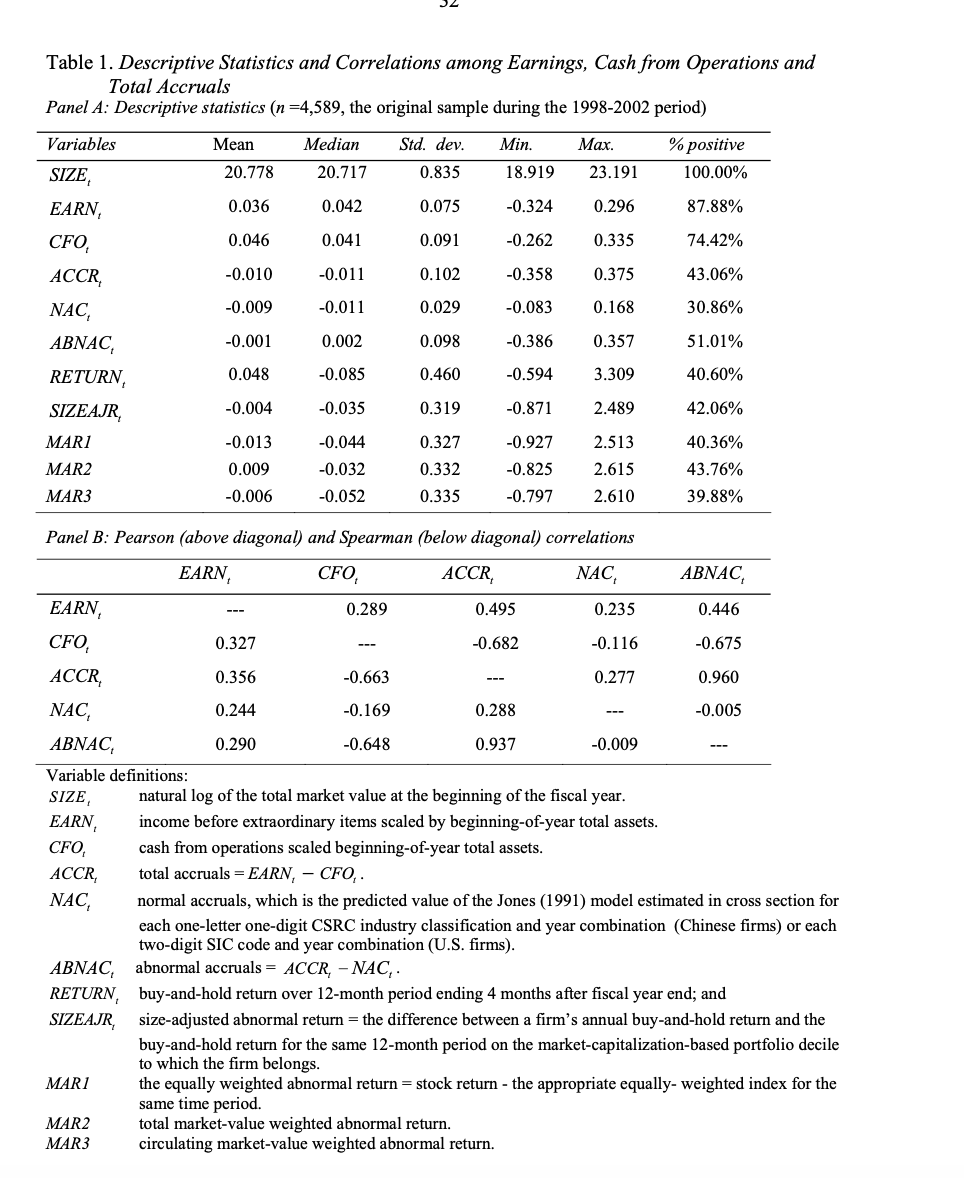 32
Table 1. Descriptive Statistics and Correlations among Earnings, Cash from Operations and
Total Accruals
Panel A: Descriptive statistics (n =4,589, the original sample during the 1998-2002 period)
Variables Mean Median Std. dev. Min. Max. % positive
SIZE_t 20.778 20.717 0.835 18.919 23.191 100.00%
EARN_t 0.036 0.042 0.075 -0.324 0.296 87.88%
CFO_t 0.046 0.041 0.091 -0.262 0.335 74.42%
ACCR_t -0.010 -0.011 0.102 -0.358 0.375 43.06%
NAC_t -0.009 -0.011 0.029 -0.083 0.168 30.86%
ABNAC_t -0.001 0.002 0.098 -0.386 0.357 51.01%
RETURN_t 0.048 -0.085 0.460 -0.594 3.309 40.60%
SIZEAJR_t -0.004 -0.035 0.319 -0.871 2.489 42.06%
MAR1 -0.013 -0.044 0.327 -0.927 2.513 40.36%
MAR2 0.009 -0.032 0.332 -0.825 2.615 43.76%
MAR3 -0.006 -0.052 0.335 -0.797 2.610 39.88%
Panel B: Pearson (above diagonal) and Spearman (below diagonal) correlations
EARN_t CFO_t ACCR_t NAC_t ABNAC_t
EARN_t --- 0.289 0.495 0.235 0.446
CFO_t 0.327 --- -0.682 -0.116 -0.675
ACCR_t 0.356 -0.663 --- 0.277 0.960
NAC_t 0.244 -0.169 0.288 --- -0.005
ABNAC_t 0.290 -0.648 0.937 -0.009 ---
Variable definitions:
SIZE_t natural log of the total market value at the beginning of the fiscal year.
EARN_t income before extraordinary items scaled by beginning-of-year total assets.
CFO_t cash from operations scaled beginning-of-year total assets.
ACCR_t total accruals = EARN_t − CFO_t .
NAC_t normal accruals, which is the predicted value of the Jones (1991) model estimated in cross section for
each one-letter one-digit CSRC industry classification and year combination (Chinese firms) or each
two-digit SIC code and year combination (U.S. firms).
ABNAC_t abnormal accruals = ACCR_t − NAC_t .
RETURN_t buy-and-hold return over 12-month period ending 4 months after fiscal year end; and
SIZEAJR_t size-adjusted abnormal return = the difference between a firm's annual buy-and-hold return and the
buy-and-hold return for the same 12-month period on the market-capitalization-based portfolio decile
to which the firm belongs.
MAR1 the equally weighted abnormal return = stock return - the appropriate equally- weighted index for the
same time period.
MAR2 total market-value weighted abnormal return.
MAR3 circulating market-value weighted abnormal return.